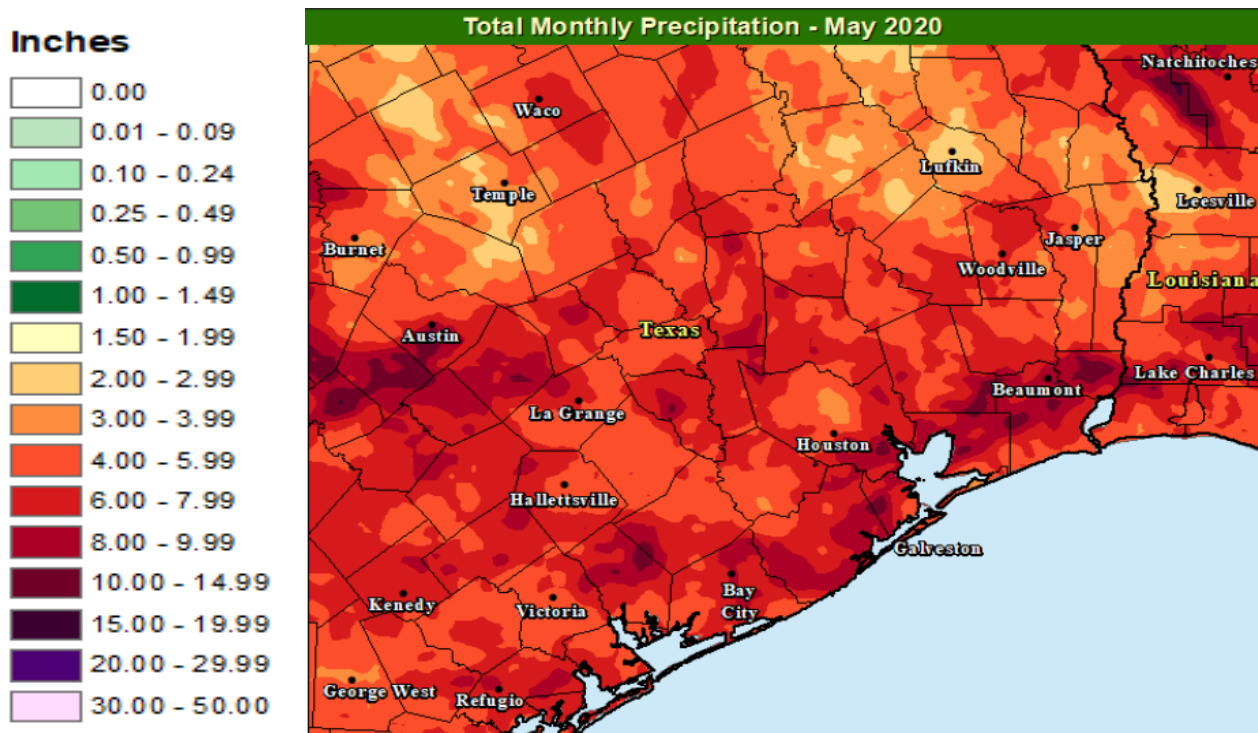 Total Monthly Precipitation - May 2020
Inches
0.00
0.01 - 0.09
0.10 - 0.24
0.25 - 0.49
0.50 - 0.99
1.00 - 1.49
1.50 - 1.99
2.00 - 2.99
3.00 - 3.99
4.00 - 5.99
6.00 - 7.99
8.00 - 9.99
10.00 - 14.99
15.00 - 19.99
20.00 - 29.99
30.00 - 50.00
Natchitoches
Waco
Lufkin
Temple
Leesville
Burnet
Jasper
Woodville
Louisiana
Austin
Texas
Lake Charles
Beaumont
La Grange
Houston
Hallettsville
Galveston
Bay
City
Kenedy
Victoria
George West
Refugio